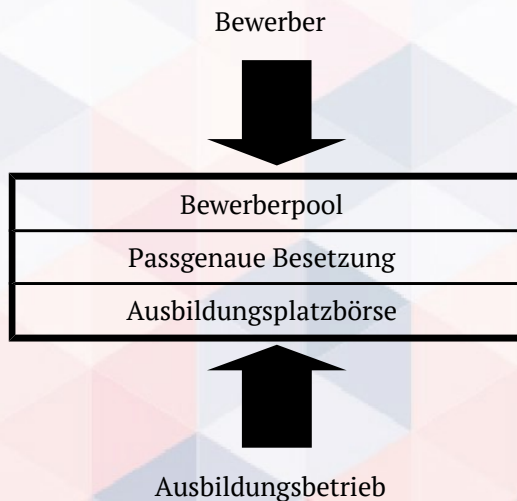 Bewerber
Bewerberpool
Passgenaue Besetzung
Ausbildungsplatzbörse
Ausbildungsbetrieb